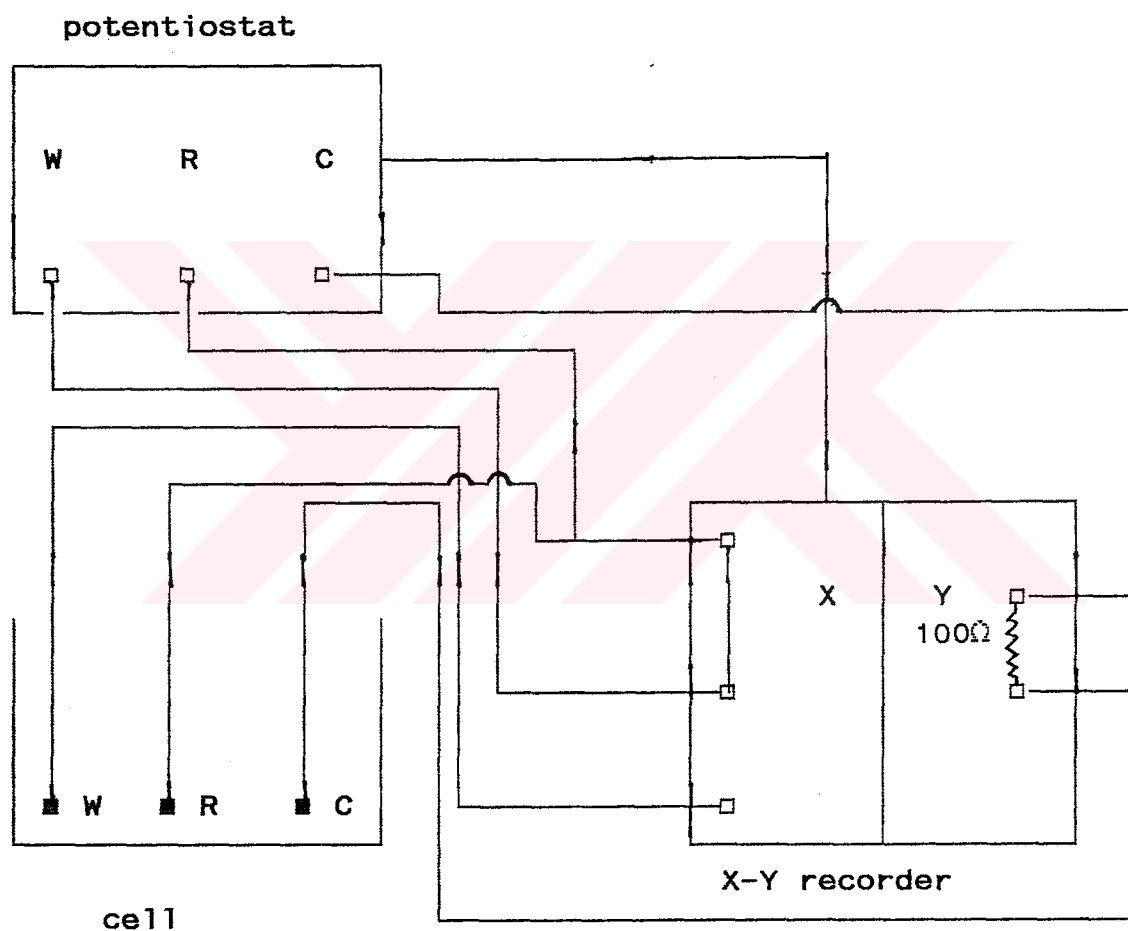 potentiostat
W R C
X Y
100Ω
W R C
X-Y recorder
cell